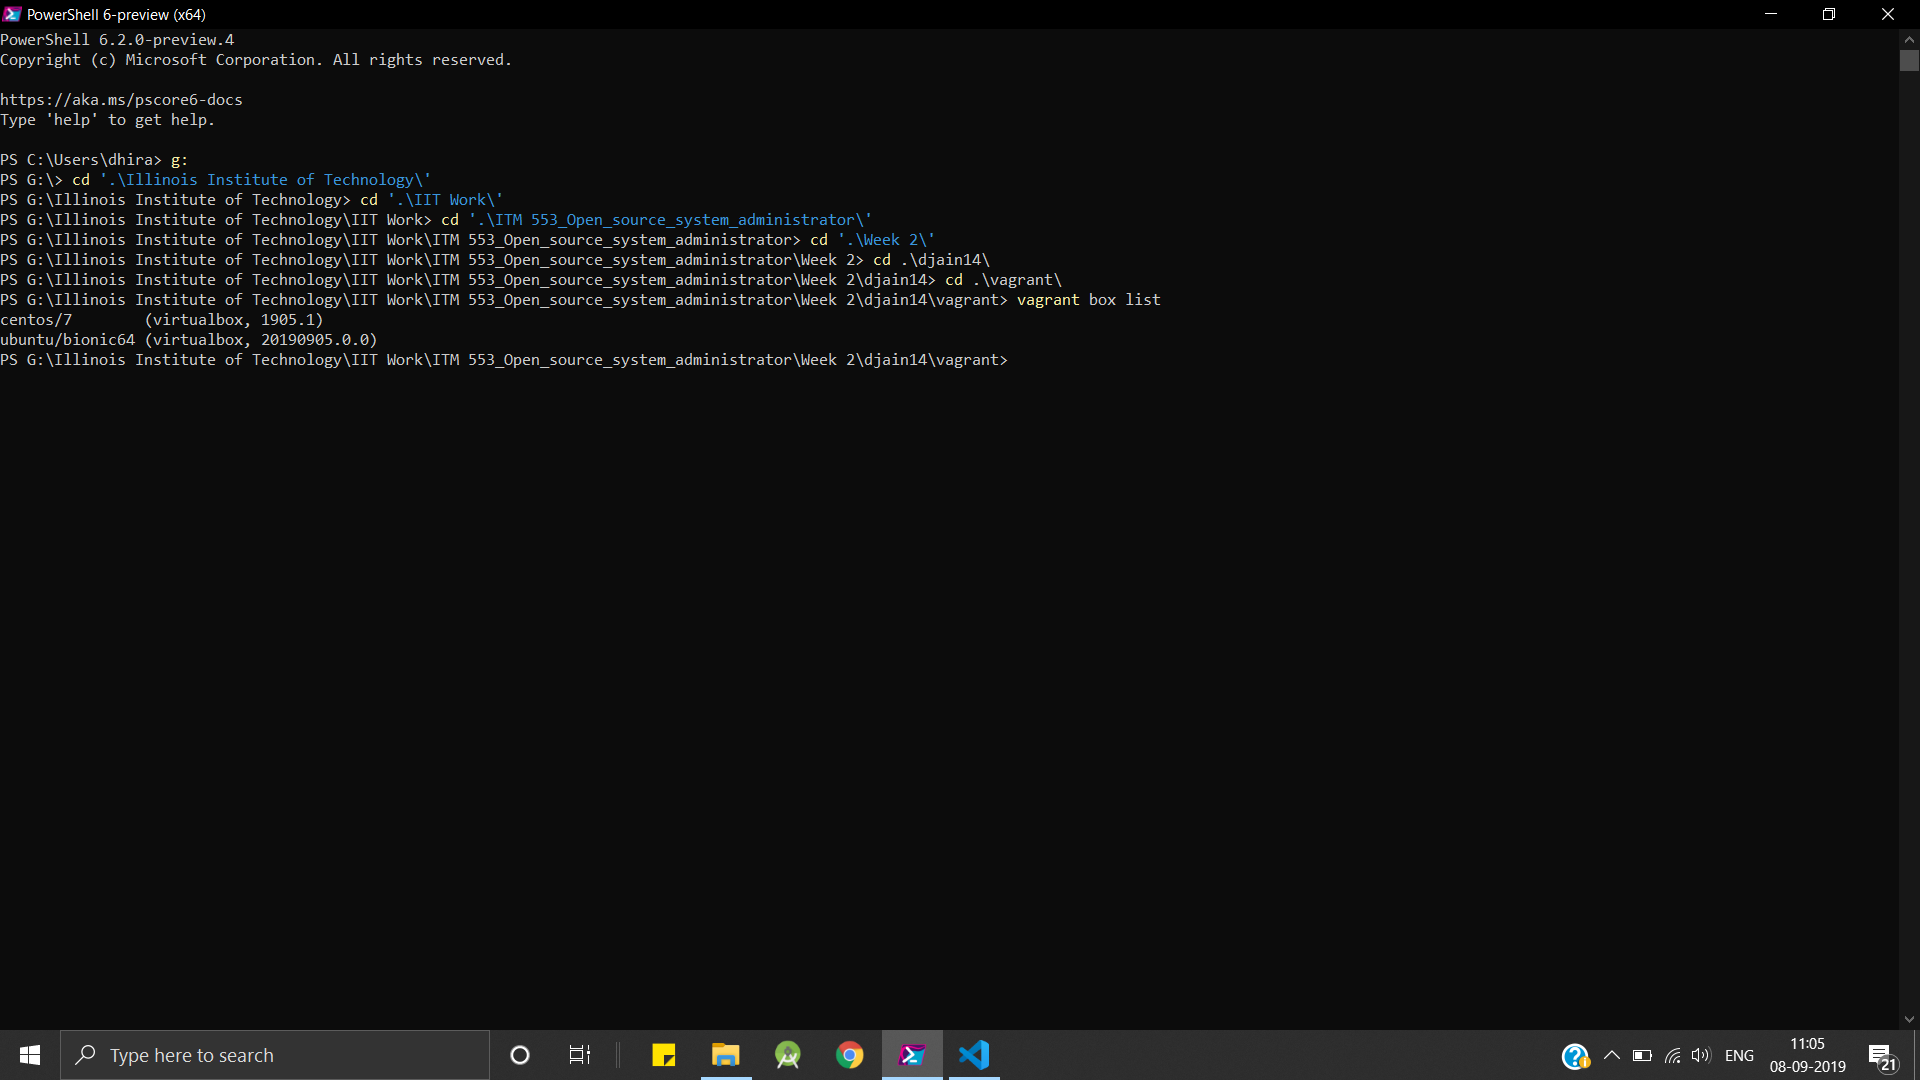 PowerShell 6-preview (x64)
PowerShell 6.2.0-preview.4
Copyright (c) Microsoft Corporation. All rights reserved.
https://aka.ms/pscore6-docs
Type 'help' to get help.
PS C:\Users\dhira> g:
PS G:\> cd '.\Illinois Institute of Technology\'
PS G:\Illinois Institute of Technology> cd '.\IIT Work\'
PS G:\Illinois Institute of Technology\IIT Work> cd '.\ITM 553_Open_source_system_administrator\'
PS G:\Illinois Institute of Technology\IIT Work\ITM 553_Open_source_system_administrator> cd '.\Week 2\'
PS G:\Illinois Institute of Technology\IIT Work\ITM 553_Open_source_system_administrator\Week 2> cd .\djain14\
PS G:\Illinois Institute of Technology\IIT Work\ITM 553_Open_source_system_administrator\Week 2\djain14> cd .\vagrant\
PS G:\Illinois Institute of Technology\IIT Work\ITM 553_Open_source_system_administrator\Week 2\djain14\vagrant> vagrant box list
centos/7        (virtualbox, 1905.1)
ubuntu/bionic64 (virtualbox, 20190905.0.0)
PS G:\Illinois Institute of Technology\IIT Work\ITM 553_Open_source_system_administrator\Week 2\djain14\vagrant>
Type here to search
ENG
11:05
08-09-2019
21